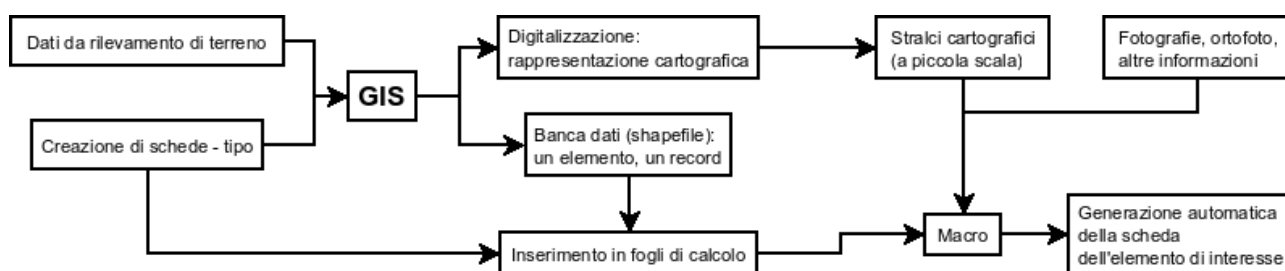 Dati da rilevamento di terreno
Digitalizzazione:
rappresentazione cartografica
Stralci cartografici
(a piccola scala)
Fotografie, ortofoto,
altre informazioni
GIS
Creazione di schede - tipo
Banca dati (shapefile):
un elemento, un record
Inserimento in fogli di calcolo
Macro
Generazione automatica
della scheda
dell'elemento di interesse